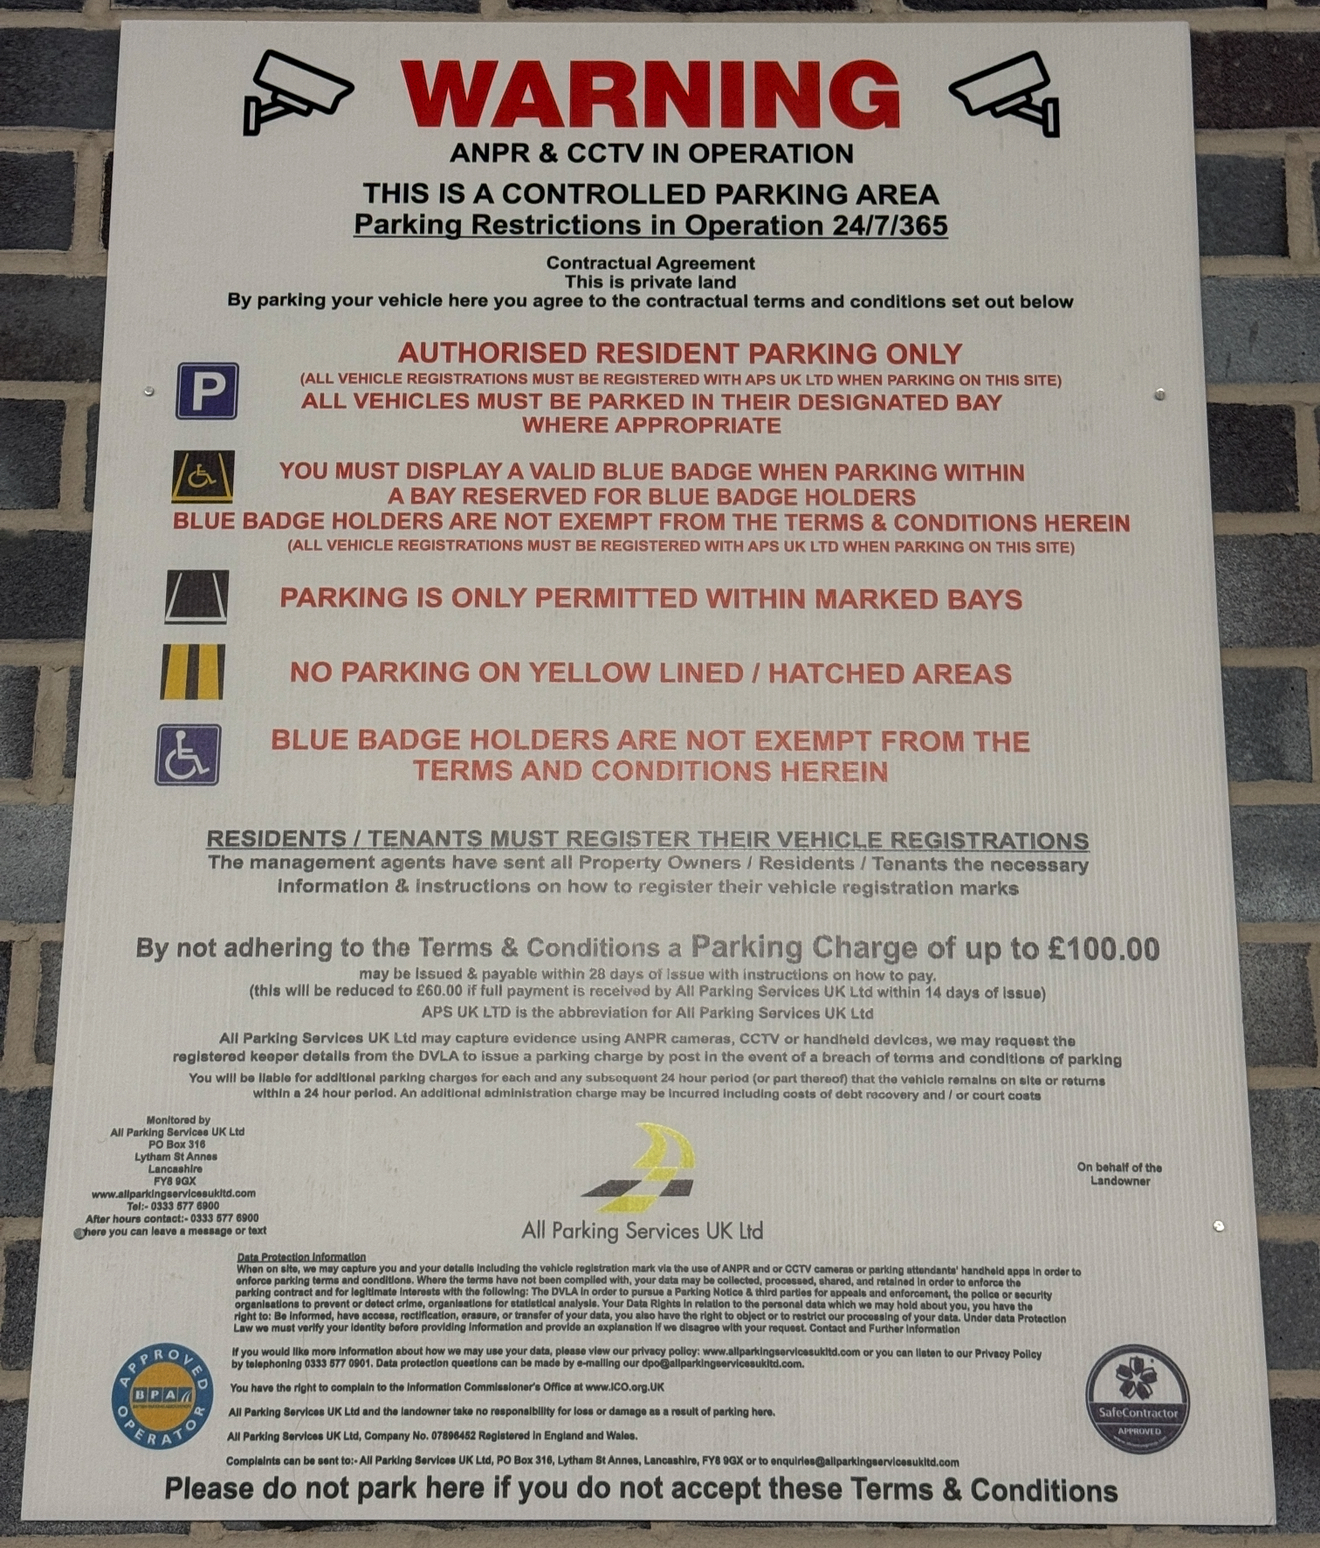 WARNING
ANPR & CCTV IN OPERATION
THIS IS A CONTROLLED PARKING AREA
Parking Restrictions in Operation 24/7/365
Contractual Agreement
This is private land
By parking your vehicle here you agree to the contractual terms and conditions set out below
P
AUTHORISED RESIDENT PARKING ONLY
(ALL VEHICLE REGISTRATIONS MUST BE REGISTERED WITH APS UK LTD WHEN PARKING ON THIS SITE)
ALL VEHICLES MUST BE PARKED IN THEIR DESIGNATED BAY
WHERE APPROPRIATE
YOU MUST DISPLAY A VALID BLUE BADGE WHEN PARKING WITHIN
A BAY RESERVED FOR BLUE BADGE HOLDERS
BLUE BADGE HOLDERS ARE NOT EXEMPT FROM THE TERMS & CONDITIONS HEREIN
(ALL VEHICLE REGISTRATIONS MUST BE REGISTERED WITH APS UK LTD WHEN PARKING ON THIS SITE)
PARKING IS ONLY PERMITTED WITHIN MARKED BAYS
NO PARKING ON YELLOW LINED / HATCHED AREAS
BLUE BADGE HOLDERS ARE NOT EXEMPT FROM THE
TERMS AND CONDITIONS HEREIN
RESIDENTS / TENANTS MUST REGISTER THEIR VEHICLE REGISTRATIONS
The management agents have sent all Property Owners / Residents / Tenants the necessary
information & instructions on how to register their vehicle registration marks
By not adhering to the Terms & Conditions a Parking Charge of up to £100.00
may be issued & payable within 28 days of issue with instructions on how to pay.
(this will be reduced to £60.00 if full payment is received by All Parking Services UK Ltd within 14 days of issue)
APS UK LTD is the abbreviation for All Parking Services UK Ltd
All Parking Services UK Ltd may capture evidence using ANPR cameras, CCTV or handheld devices, we may request the
registered keeper details from the DVLA to issue a parking charge by post in the event of a breach of terms and conditions of parking
You will be liable for additional parking charges for each and any subsequent 24 hour period (or part thereof) that the vehicle remains on site or returns
within a 24 hour period. An additional administration charge may be incurred including costs of debt recovery and / or court costs
Monitored by
All Parking Services UK Ltd
PO Box 316
Lytham St Annes
Lancashire
FY8 9GX
www.allparkingservicesukltd.com
Tel:- 0333 577 6900
After hours contact:- 0333 577 6900
here you can leave a message or text
All Parking Services UK Ltd
On behalf of the
Landowner
Data Protection Information
When on site, we may capture you and your details including the vehicle registration mark via the use of ANPR and or CCTV cameras or parking attendants' handheld apps in order to
enforce parking terms and conditions. Where the terms have not been complied with, your data may be collected, processed, shared, and retained in order to enforce the
parking contract and for legitimate interests with the following: The DVLA in order to pursue a Parking Notice & third parties for appeals and enforcement, the police or security
organisations to prevent or detect crime, organisations for statistical analysis. Your Data Rights in relation to the personal data which we may hold about you, you have the
right to: Be informed, have access, rectification, erasure, or transfer of your data, you also have the right to object or to restrict our processing of your data. Under data Protection
Law we must verify your identity before providing information and provide an explanation if we disagree with your request. Contact and Further Information
If you would like more information about how we may use your data, please view our privacy policy: www.allparkingservicesukltd.com or you can listen to our Privacy Policy
by telephoning 0333 577 0901. Data protection questions can be made by e-mailing our dpo@allparkingservicesukltd.com.
You have the right to complain to the Information Commissioner's Office at www.ICO.org.UK
All Parking Services UK Ltd and the landowner take no responsibility for loss or damage as a result of parking here.
All Parking Services UK Ltd, Company No. 07896452 Registered in England and Wales.
Complaints can be sent to:- All Parking Services UK Ltd, PO Box 316, Lytham St Annes, Lancashire, FY8 9GX or to enquiries@allparkingservicesukltd.com
APPROVED
BPA
OPERATOR
SafeContractor
APPROVED
Please do not park here if you do not accept these Terms & Conditions